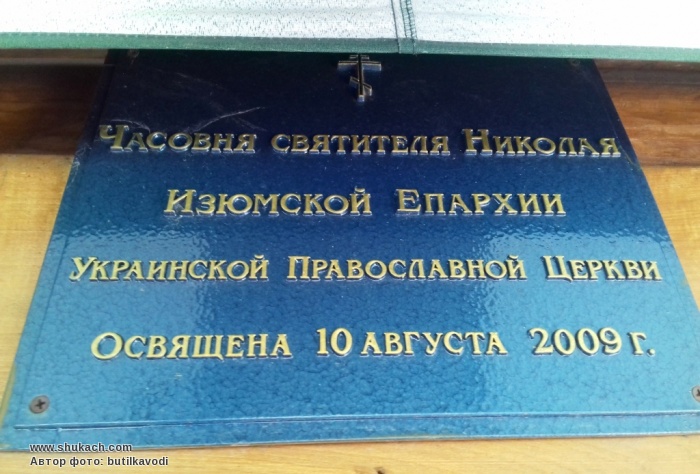 Часовня святителя Николая
Изюмской Епархии
Украинской Православной Церкви
Освящена 10 августа 2009 г.
www.shukach.com
Автор фото: butilkavodi